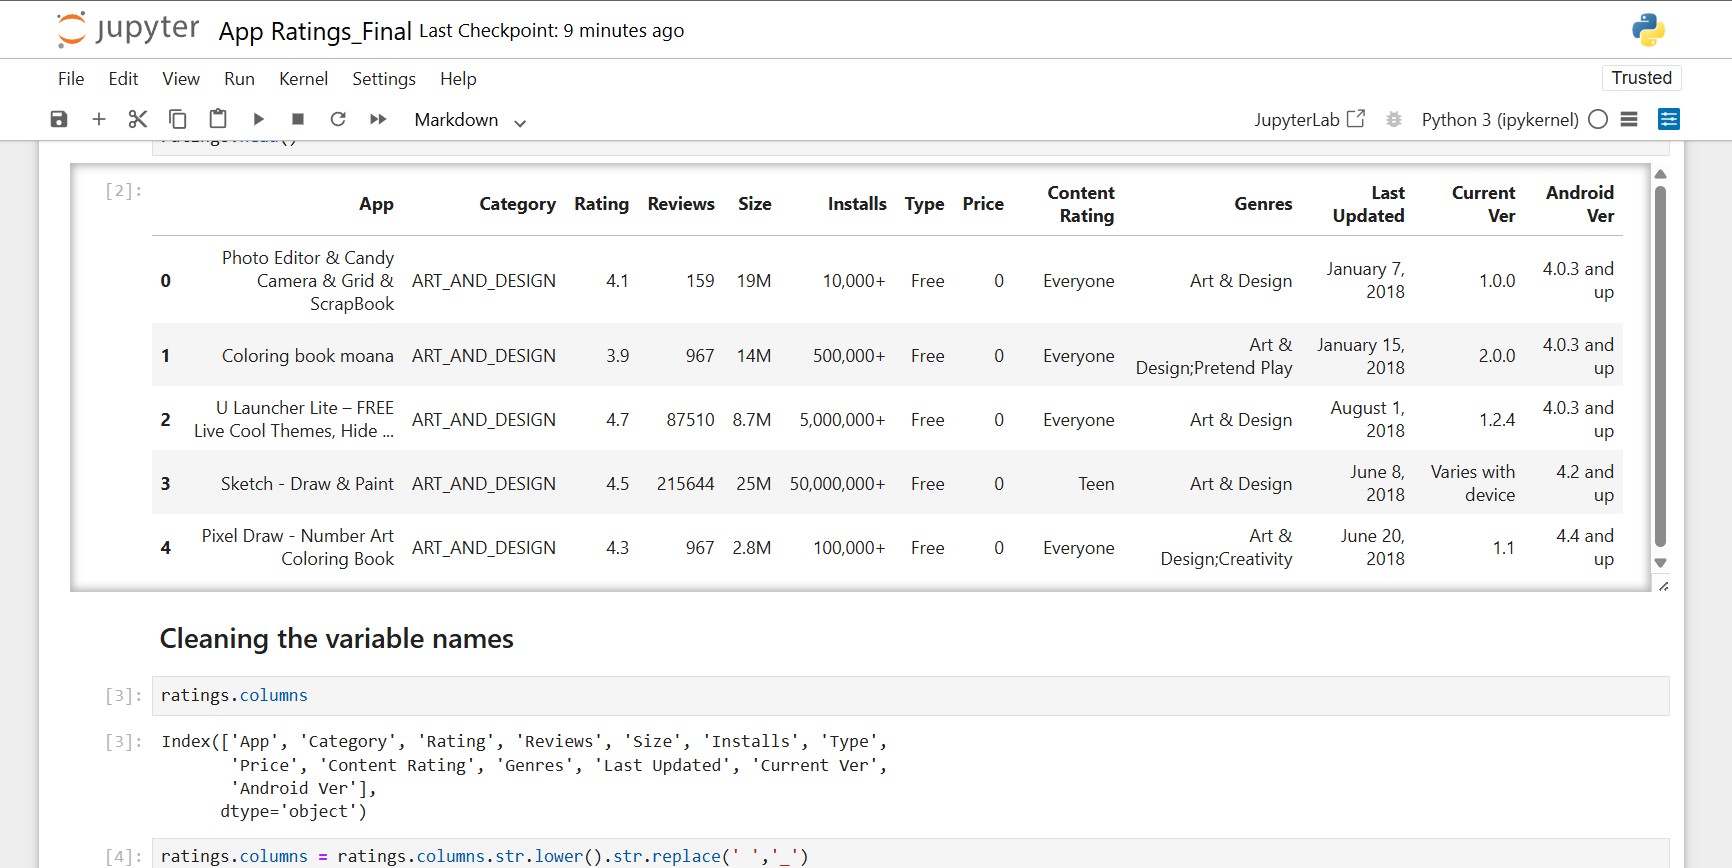 jupyter App Ratings_Final Last Checkpoint: 9 minutes ago
File Edit View Run Kernel Settings Help Trusted
Markdown JupyterLab Python 3 (ipykernel)
[2]:
App Category Rating Reviews Size Installs Type Price Content Rating Genres Last Updated Current Ver Android Ver
0 Photo Editor & Candy Camera & Grid & ScrapBook ART_AND_DESIGN 4.1 159 19M 10,000+ Free 0 Everyone Art & Design January 7, 2018 1.0.0 4.0.3 and up
1 Coloring book moana ART_AND_DESIGN 3.9 967 14M 500,000+ Free 0 Everyone Art & Design;Pretend Play January 15, 2018 2.0.0 4.0.3 and up
2 U Launcher Lite – FREE Live Cool Themes, Hide ... ART_AND_DESIGN 4.7 87510 8.7M 5,000,000+ Free 0 Everyone Art & Design August 1, 2018 1.2.4 4.0.3 and up
3 Sketch - Draw & Paint ART_AND_DESIGN 4.5 215644 25M 50,000,000+ Free 0 Teen Art & Design June 8, 2018 Varies with device 4.2 and up
4 Pixel Draw - Number Art Coloring Book ART_AND_DESIGN 4.3 967 2.8M 100,000+ Free 0 Everyone Art & Design;Creativity June 20, 2018 1.1 4.4 and up
Cleaning the variable names
[3]: ratings.columns
[3]: Index(['App', 'Category', 'Rating', 'Reviews', 'Size', 'Installs', 'Type',
'Price', 'Content Rating', 'Genres', 'Last Updated', 'Current Ver',
'Android Ver'],
dtype='object')
[4]: ratings.columns = ratings.columns.str.lower().str.replace(' ','_')